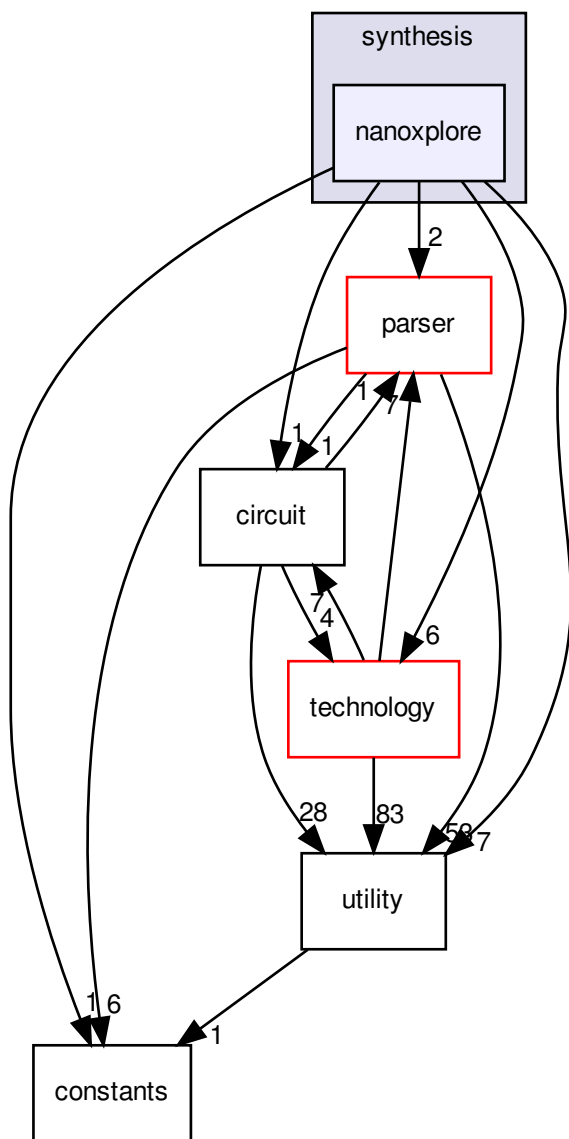 synthesis
nanoxplore
2
parser
1
7
1
1
circuit
7
4
6
technology
28
83
7
utility
1
6
1
constants